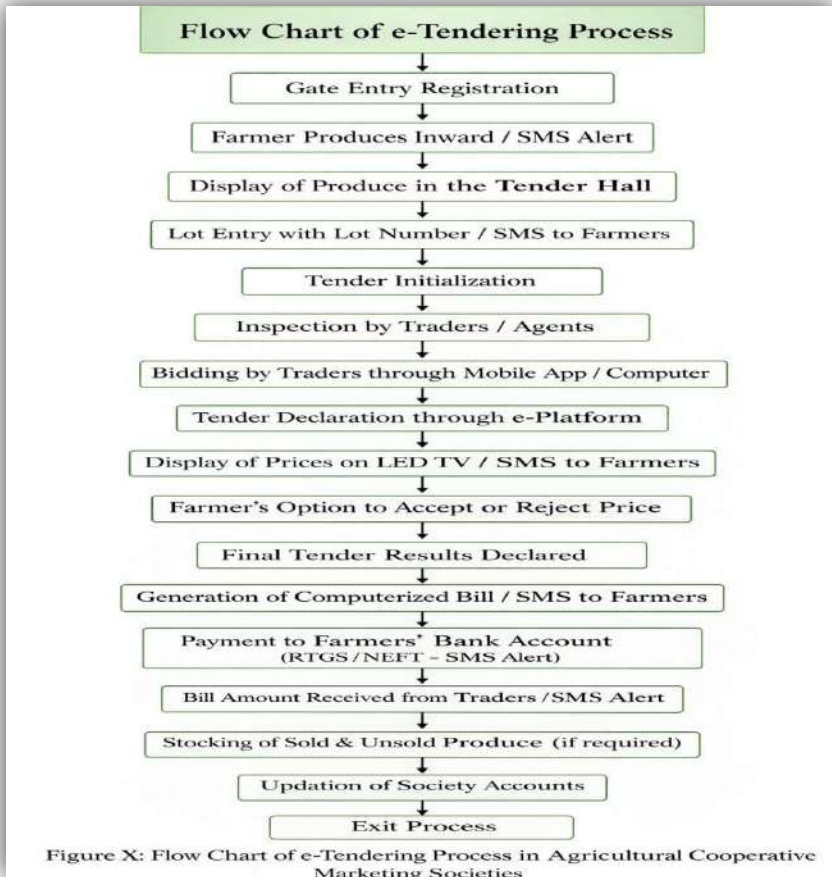 Flow Chart of e-Tendering Process
Gate Entry Registration
Farmer Produces Inward / SMS Alert
Display of Produce in the Tender Hall
Lot Entry with Lot Number / SMS to Farmers
Tender Initialization
Inspection by Traders / Agents
Bidding by Traders through Mobile App / Computer
Tender Declaration through e-Platform
Display of Prices on LED TV / SMS to Farmers
Farmer's Option to Accept or Reject Price
Final Tender Results Declared
Generation of Computerized Bill / SMS to Farmers
Payment to Farmers' Bank Account
(RTGS/NEFT – SMS Alert)
Bill Amount Received from Traders / SMS Alert
Stocking of Sold & Unsold Produce (if required)
Updation of Society Accounts
Exit Process
Figure X: Flow Chart of e-Tendering Process in Agricultural Cooperative
Marketing Societies